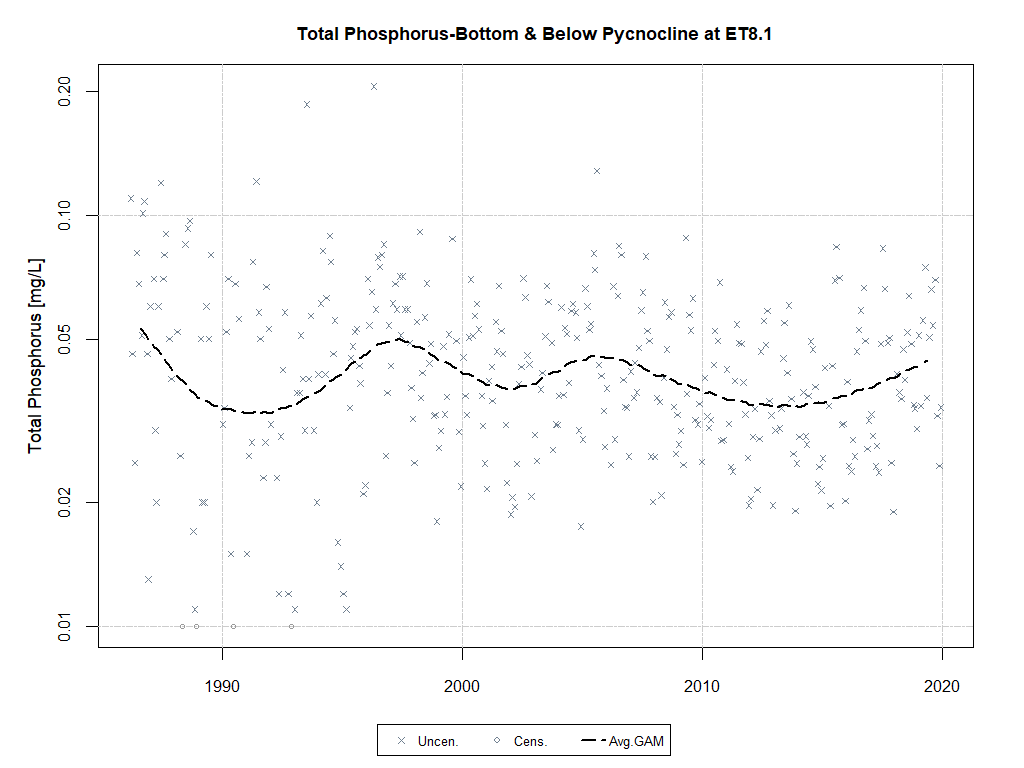 Total Phosphorus-Bottom & Below Pycnocline at ET8.1
Total Phosphorus [mg/L]
0.20
0.10
0.05
0.02
0.01
1990 2000 2010 2020
Uncen. Cens. Avg.GAM